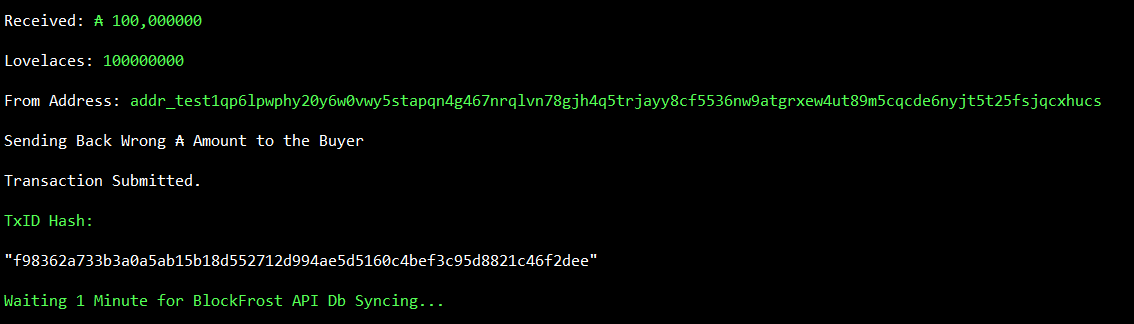 Received: ₳ 100,000000
Lovelaces: 100000000
From Address: addr_test1qp6lpwphy20y6w0vwy5stapqn4g467nrqlvn78gjh4q5trjayy8cf5536nw9atgrxew4ut89m5cqcde6nyjt5t25fsjqcxhucs
Sending Back Wrong ₳ Amount to the Buyer
Transaction Submitted.
TxID Hash:
"f98362a733b3a0a5ab15b18d552712d994ae5d5160c4bef3c95d8821c46f2dee"
Waiting 1 Minute for BlockFrost API Db Syncing...